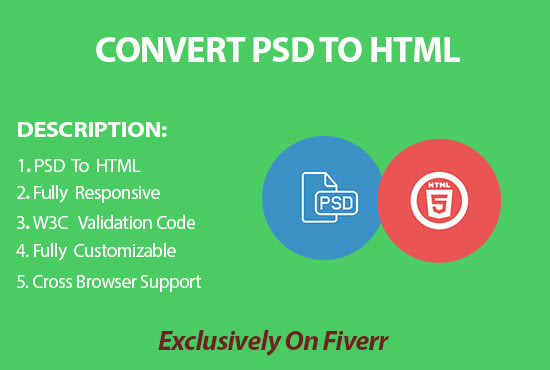 CONVERT PSD TO HTML
DESCRIPTION:
1. PSD To HTML
2. Fully Responsive
3. W3C Validation Code
4. Fully Customizable
5. Cross Browser Support
PSD
HTML
5
Exclusively On Fiverr